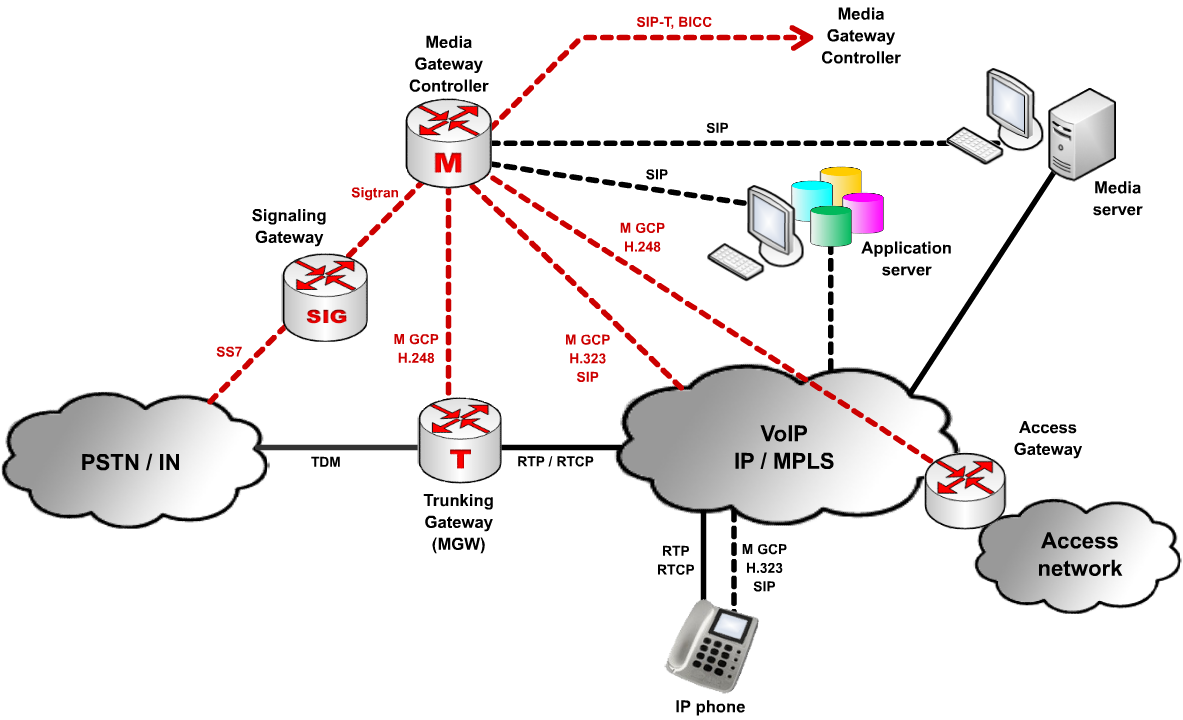 SIP-T, BICC
Media
Gateway
Controller
Media
Gateway
Controller
M
SIP
SIP
Media
server
Sigtran
Signaling
Gateway
SIG
M GCP
H.248
Application
server
SS7
M GCP
H.248
M GCP
H.323
SIP
PSTN / IN
TDM
T
RTP / RTCP
Trunking
Gateway
(MGW)
VoIP
IP / MPLS
Access
Gateway
Access
network
RTP
RTCP
M GCP
H.323
SIP
IP phone